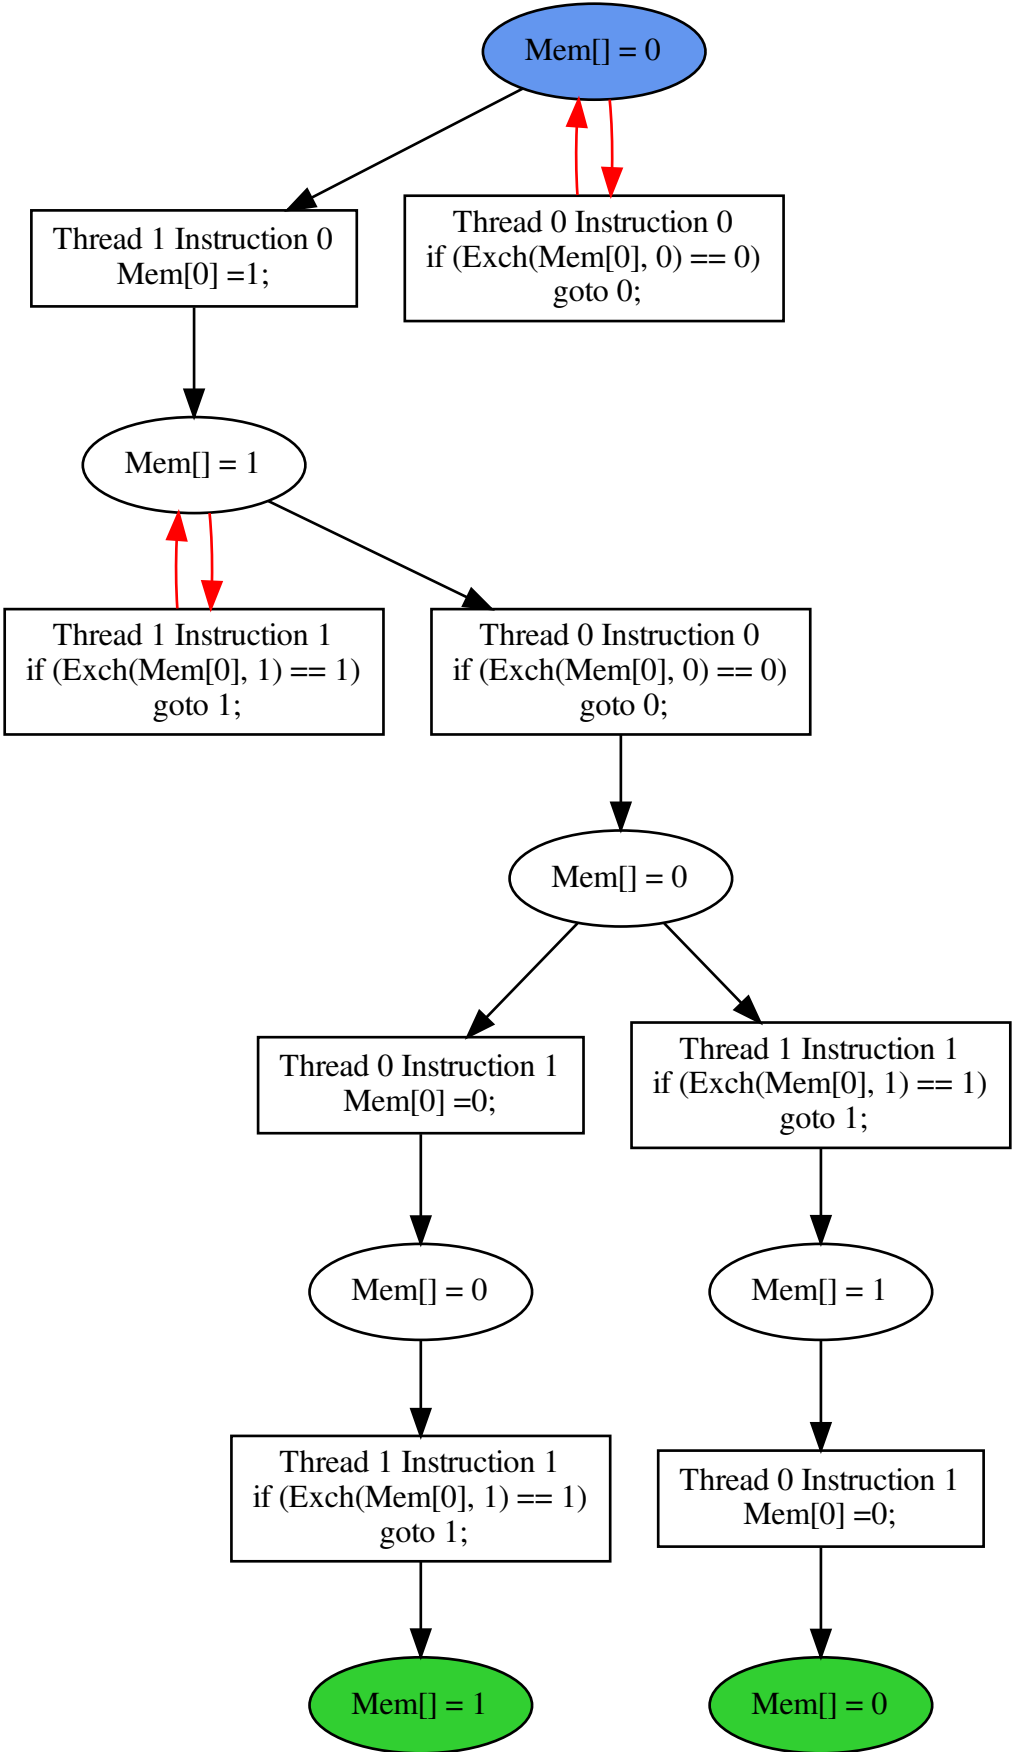 Mem[] = 0
Thread 1 Instruction 0
Mem[0] =1;
Thread 0 Instruction 0
if (Exch(Mem[0], 0) == 0)
goto 0;
Mem[] = 1
Thread 1 Instruction 1
if (Exch(Mem[0], 1) == 1)
goto 1;
Thread 0 Instruction 0
if (Exch(Mem[0], 0) == 0)
goto 0;
Mem[] = 0
Thread 0 Instruction 1
Mem[0] =0;
Thread 1 Instruction 1
if (Exch(Mem[0], 1) == 1)
goto 1;
Mem[] = 0
Mem[] = 1
Thread 1 Instruction 1
if (Exch(Mem[0], 1) == 1)
goto 1;
Thread 0 Instruction 1
Mem[0] =0;
Mem[] = 1
Mem[] = 0